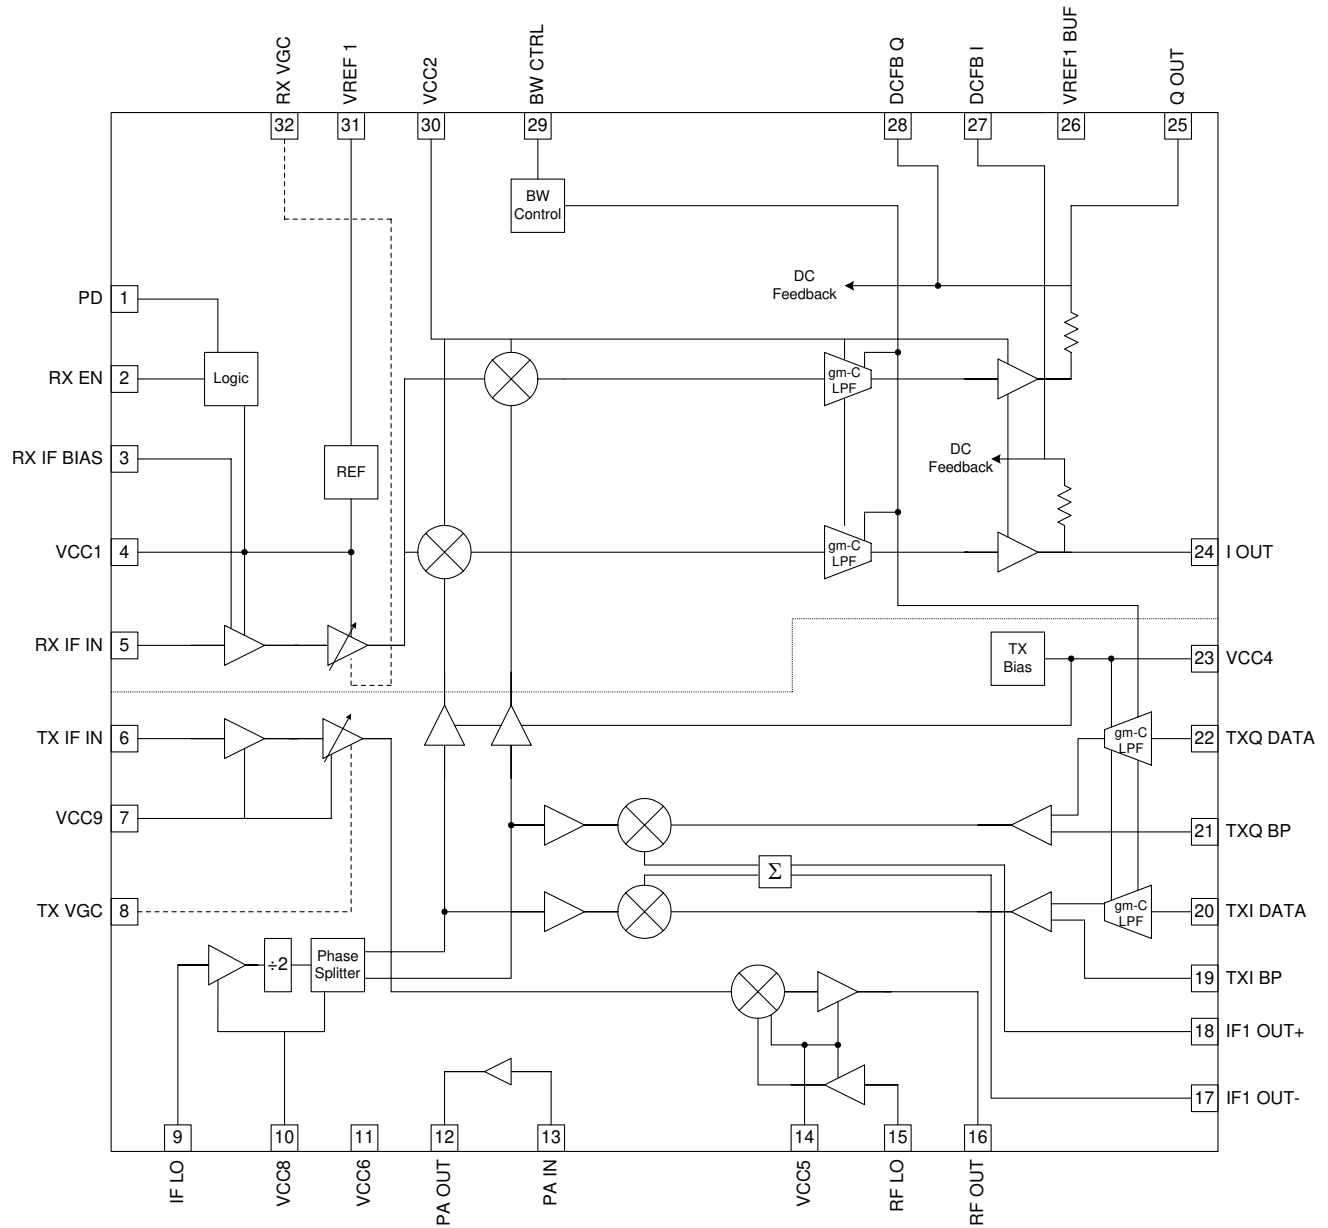 RX VGC
VREF 1
VCC2
BW CTRL
DCFB Q
DCFB I
VREF1 BUF
Q OUT
32
31
30
29
28
27
26
25
BW
Control
DC
Feedback
PD
1
RX EN
2
Logic
gm-C
LPF
RX IF BIAS
3
REF
DC
Feedback
VCC1
4
gm-C
LPF
24
I OUT
RX IF IN
5
TX
Bias
23
VCC4
TX IF IN
6
gm-C
LPF
22
TXQ DATA
VCC9
7
21
TXQ BP
Σ
TX VGC
8
gm-C
LPF
20
TXI DATA
÷2
Phase
Splitter
19
TXI BP
18
IF1 OUT+
17
IF1 OUT-
9
10
11
12
13
14
15
16
IF LO
VCC8
VCC6
PA OUT
PA IN
VCC5
RF LO
RF OUT